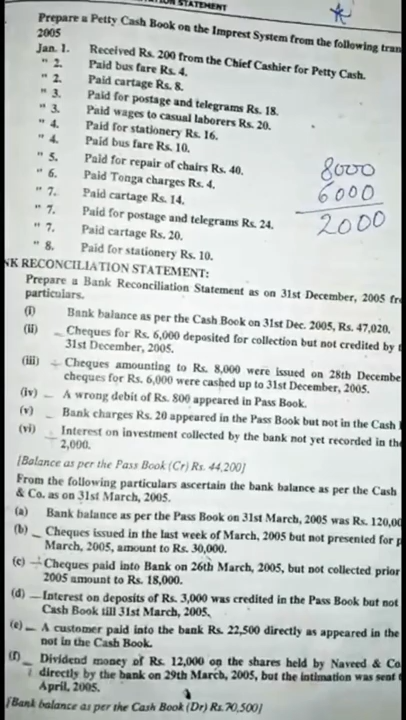 STATEMENT
Prepare a Petty Cash Book on the Imprest System from the following
2005
Jan. 1. Received Rs. 200 from the Chief Cashier for Petty Cash.
" 2. Paid bus fare Rs. 4.
" 2. Paid cartage Rs. 8.
" 3. Paid for postage and telegrams Rs. 18.
" 3. Paid wages to casual laborers Rs. 20.
" 4. Paid for stationery Rs. 16.
" 4. Paid bus fare Rs. 10.
" 5. Paid for repair of chairs Rs. 40.
" 6. Paid Tonga charges Rs. 4.
" 7. Paid cartage Rs. 14.
" 7. Paid for postage and telegrams Rs. 24.
" 7. Paid cartage Rs. 20.
" 8. Paid for stationery Rs. 10.
8000
6000
2000
NK RECONCILIATION STATEMENT:
Prepare a Bank Reconciliation Statement as on 31st December, 2005
particulars.
(i) Bank balance as per the Cash Book on 31st Dec. 2005, Rs. 47,020.
(ii) Cheques for Rs. 6,000 deposited for collection but not credited by
31st December, 2005.
(iii) Cheques amounting to Rs. 8,000 were issued on 28th Decembe
cheques for Rs. 6,000 were cashed up to 31st December, 2005.
(iv) A wrong debit of Rs. 800 appeared in Pass Book.
(v) Bank charges Rs. 20 appeared in the Pass Book but not in the Cash
(vi) Interest on investment collected by the bank not yet recorded in the
2,000.
[Balance as per the Pass Book (Cr) Rs. 44,200]
From the following particulars ascertain the bank balance as per the Cash
& Co. as on 31st March, 2005.
(a) Bank balance as per the Pass Book on 31st March, 2005 was Rs. 120,00
(b) Cheques issued in the last week of March, 2005 but not presented for
March, 2005, amount to Rs. 30,000.
(c) Cheques paid into Bank on 26th March, 2005, but not collected prior
2005 amount to Rs. 18,000.
(d) Interest on deposits of Rs. 3,000 was credited in the Pass Book but not
Cash Book till 31st March, 2005.
(e) A customer paid into the bank Rs. 22,500 directly as appeared in the
not in the Cash Book.
(f) Dividend money of Rs. 12,000 on the shares held by Naveed & Co
directly by the bank on 29th March, 2005, but the intimation was sent
April, 2005.
[Bank balance as per the Cash Book (Dr) Rs.70,500]